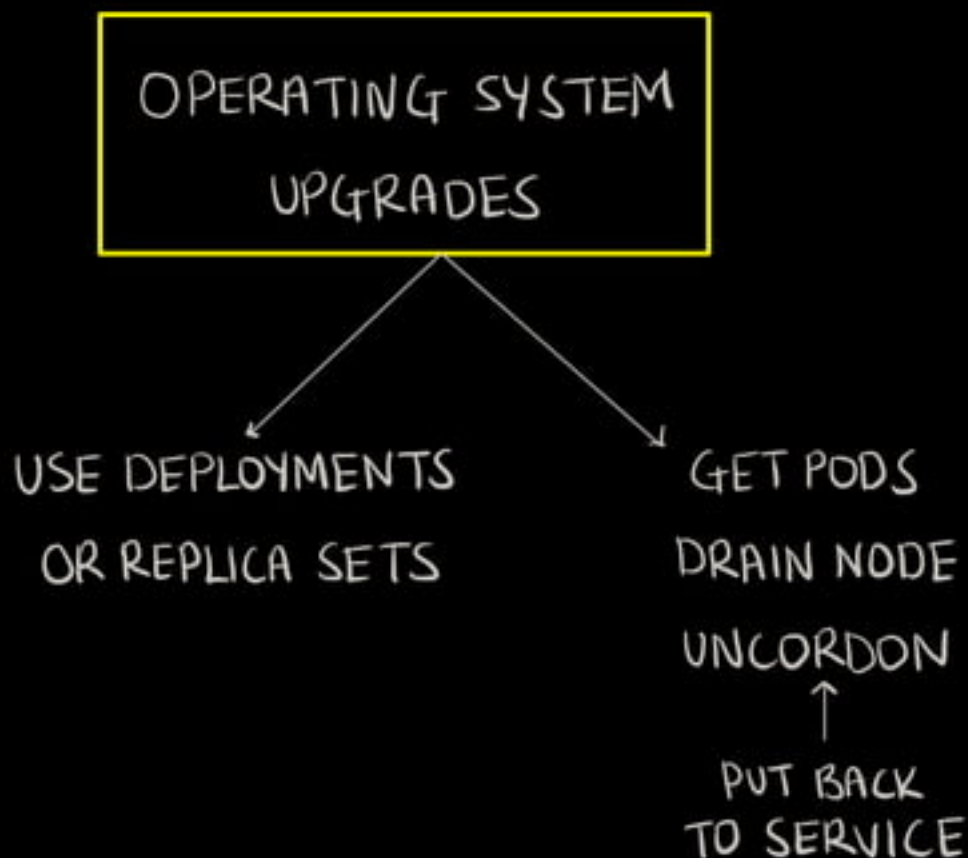 OPERATING SYSTEM
UPGRADES
USE DEPLOYMENTS
OR REPLICA SETS
GET PODS
DRAIN NODE
UNCORDON
PUT BACK
TO SERVICE